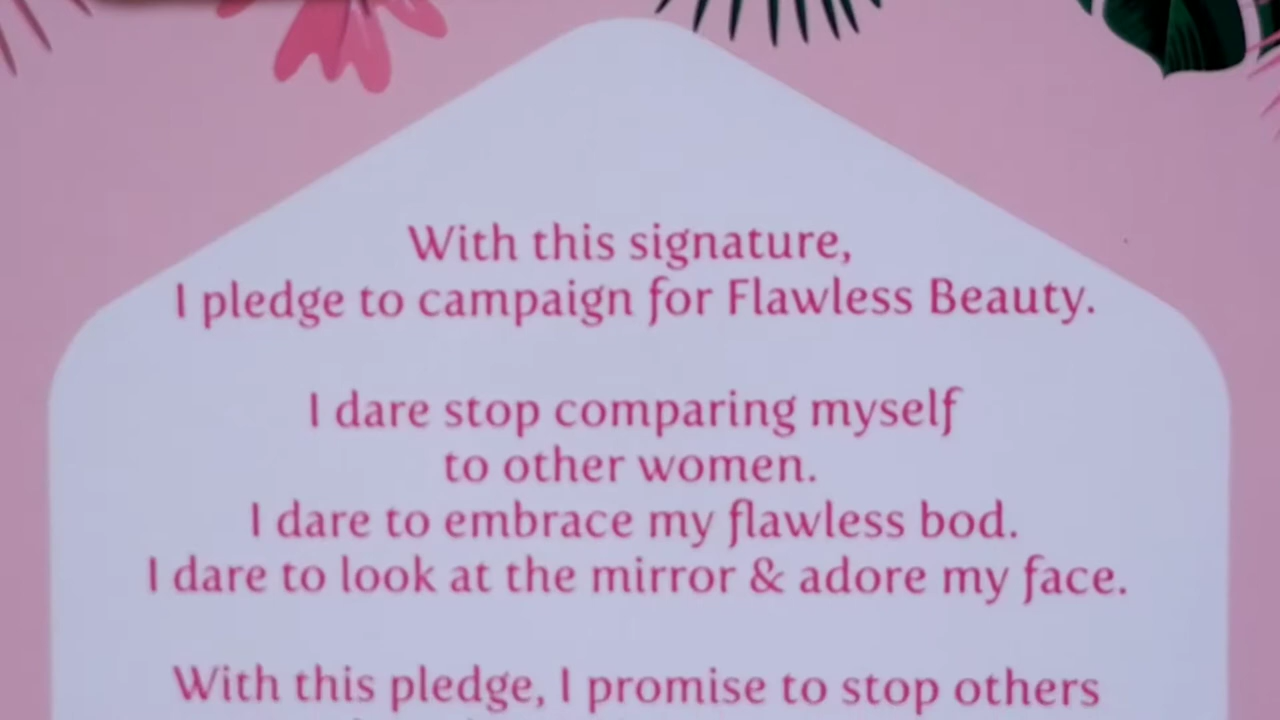 With this signature,
I pledge to campaign for Flawless Beauty.
I dare stop comparing myself
to other women.
I dare to embrace my flawless bod.
I dare to look at the mirror & adore my face.
With this pledge, I promise to stop others